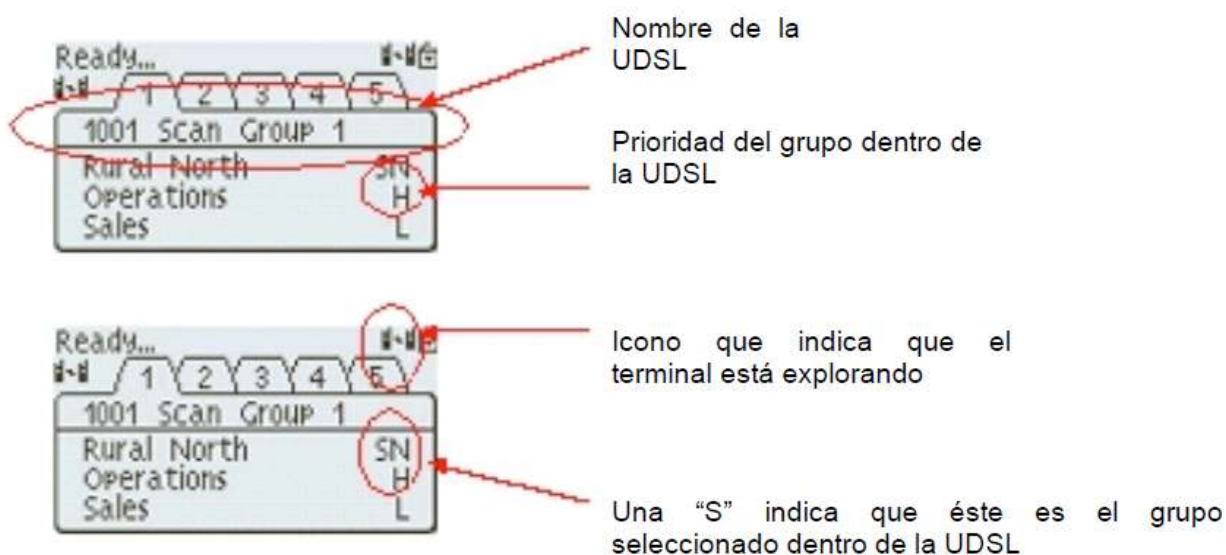 Ready...
1 2 3 4 5
1001 Scan Group 1
Rural North SN
Operations H
Sales L
Nombre de la
UDSL
Prioridad del grupo dentro de
la UDSL
Ready...
1 2 3 4 5
1001 Scan Group 1
Rural North SN
Operations H
Sales L
Icono que indica que el
terminal está explorando
Una “S” indica que éste es el grupo
seleccionado dentro de la UDSL